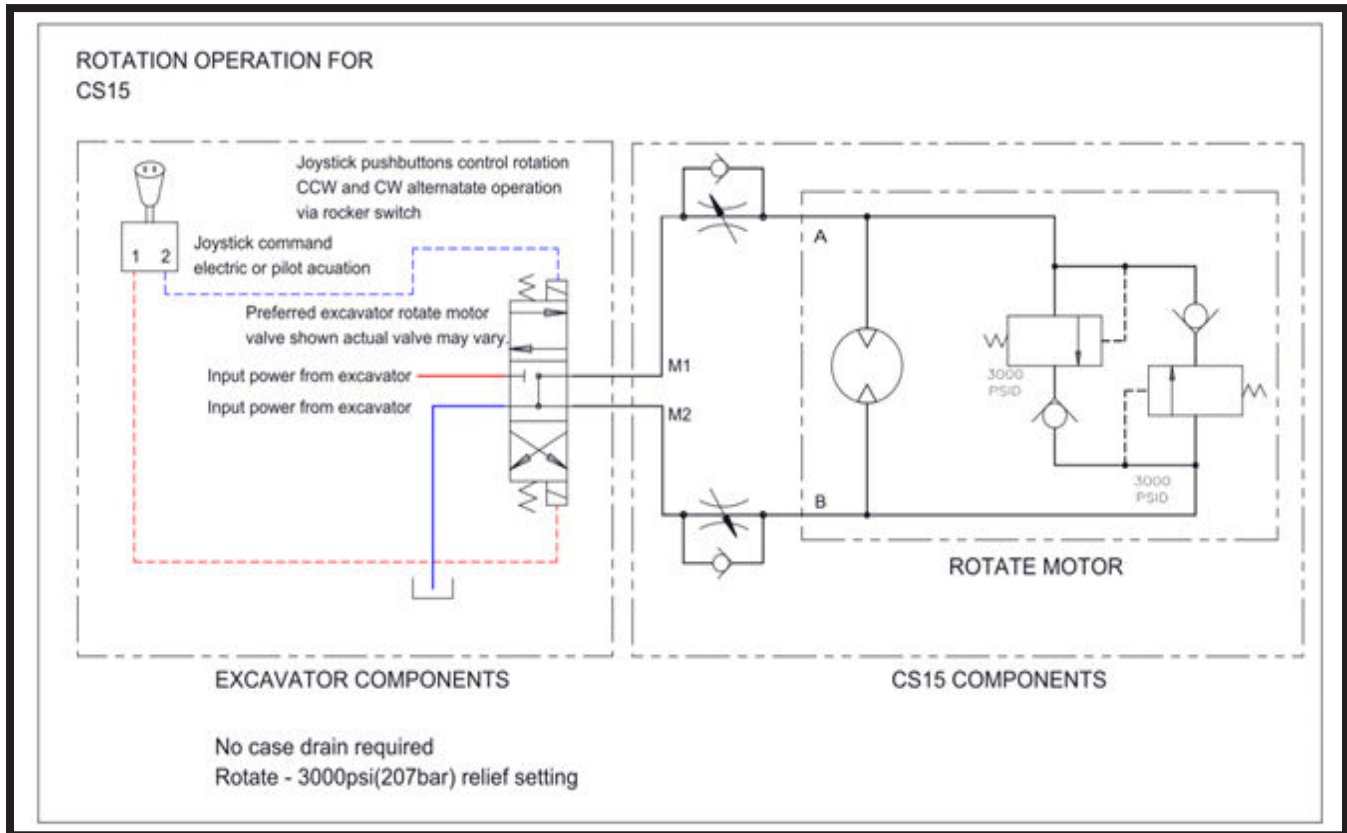 ROTATION OPERATION FOR
CS15
Joystick pushbuttons control rotation
CCW and CW alternatate operation
via rocker switch
1 2
Joystick command
electric or pilot acuation
Preferred excavator rotate motor
valve shown actual valve may vary.
Input power from excavator
Input power from excavator
M1
M2
A
B
3000
PSID
3000
PSID
ROTATE MOTOR
EXCAVATOR COMPONENTS
CS15 COMPONENTS
No case drain required
Rotate - 3000psi(207bar) relief setting